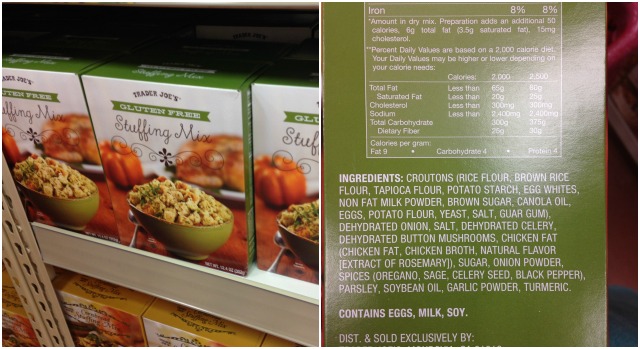 TRADER JOE'S
GLUTEN FREE
Stuffing Mix
TRADER JOE'S
GLUTEN FREE
Stuffing Mix
GLUTEN FREE
Stuffing Mix
Iron 8% 8%
*Amount in dry mix. Preparation adds an additional 50
calories, 6g total fat (3.5g saturated fat), 15mg
cholesterol.
**Percent Daily Values are based on a 2,000 calorie diet.
Your Daily Values may be higher or lower depending on
your calorie needs:
Calories: 2,000 2,500
Total Fat Less than 65g 80g
Saturated Fat Less than 20g 25g
Cholesterol Less than 300mg 300mg
Sodium Less than 2,400mg 2,400mg
Total Carbohydrate 300g 375g
Dietary Fiber 25g 30g
Calories per gram:
Fat 9 • Carbohydrate 4 • Protein 4
INGREDIENTS: CROUTONS (RICE FLOUR, BROWN RICE
FLOUR, TAPIOCA FLOUR, POTATO STARCH, EGG WHITES,
NON FAT MILK POWDER, BROWN SUGAR, CANOLA OIL,
EGGS, POTATO FLOUR, YEAST, SALT, GUAR GUM),
DEHYDRATED ONION, SALT, DEHYDRATED CELERY,
DEHYDRATED BUTTON MUSHROOMS, CHICKEN FAT
(CHICKEN FAT, CHICKEN BROTH, NATURAL FLAVOR
[EXTRACT OF ROSEMARY]), SUGAR, ONION POWDER,
SPICES (OREGANO, SAGE, CELERY SEED, BLACK PEPPER),
PARSLEY, SOYBEAN OIL, GARLIC POWDER, TURMERIC.
CONTAINS EGGS, MILK, SOY.
DIST. & SOLD EXCLUSIVELY BY: